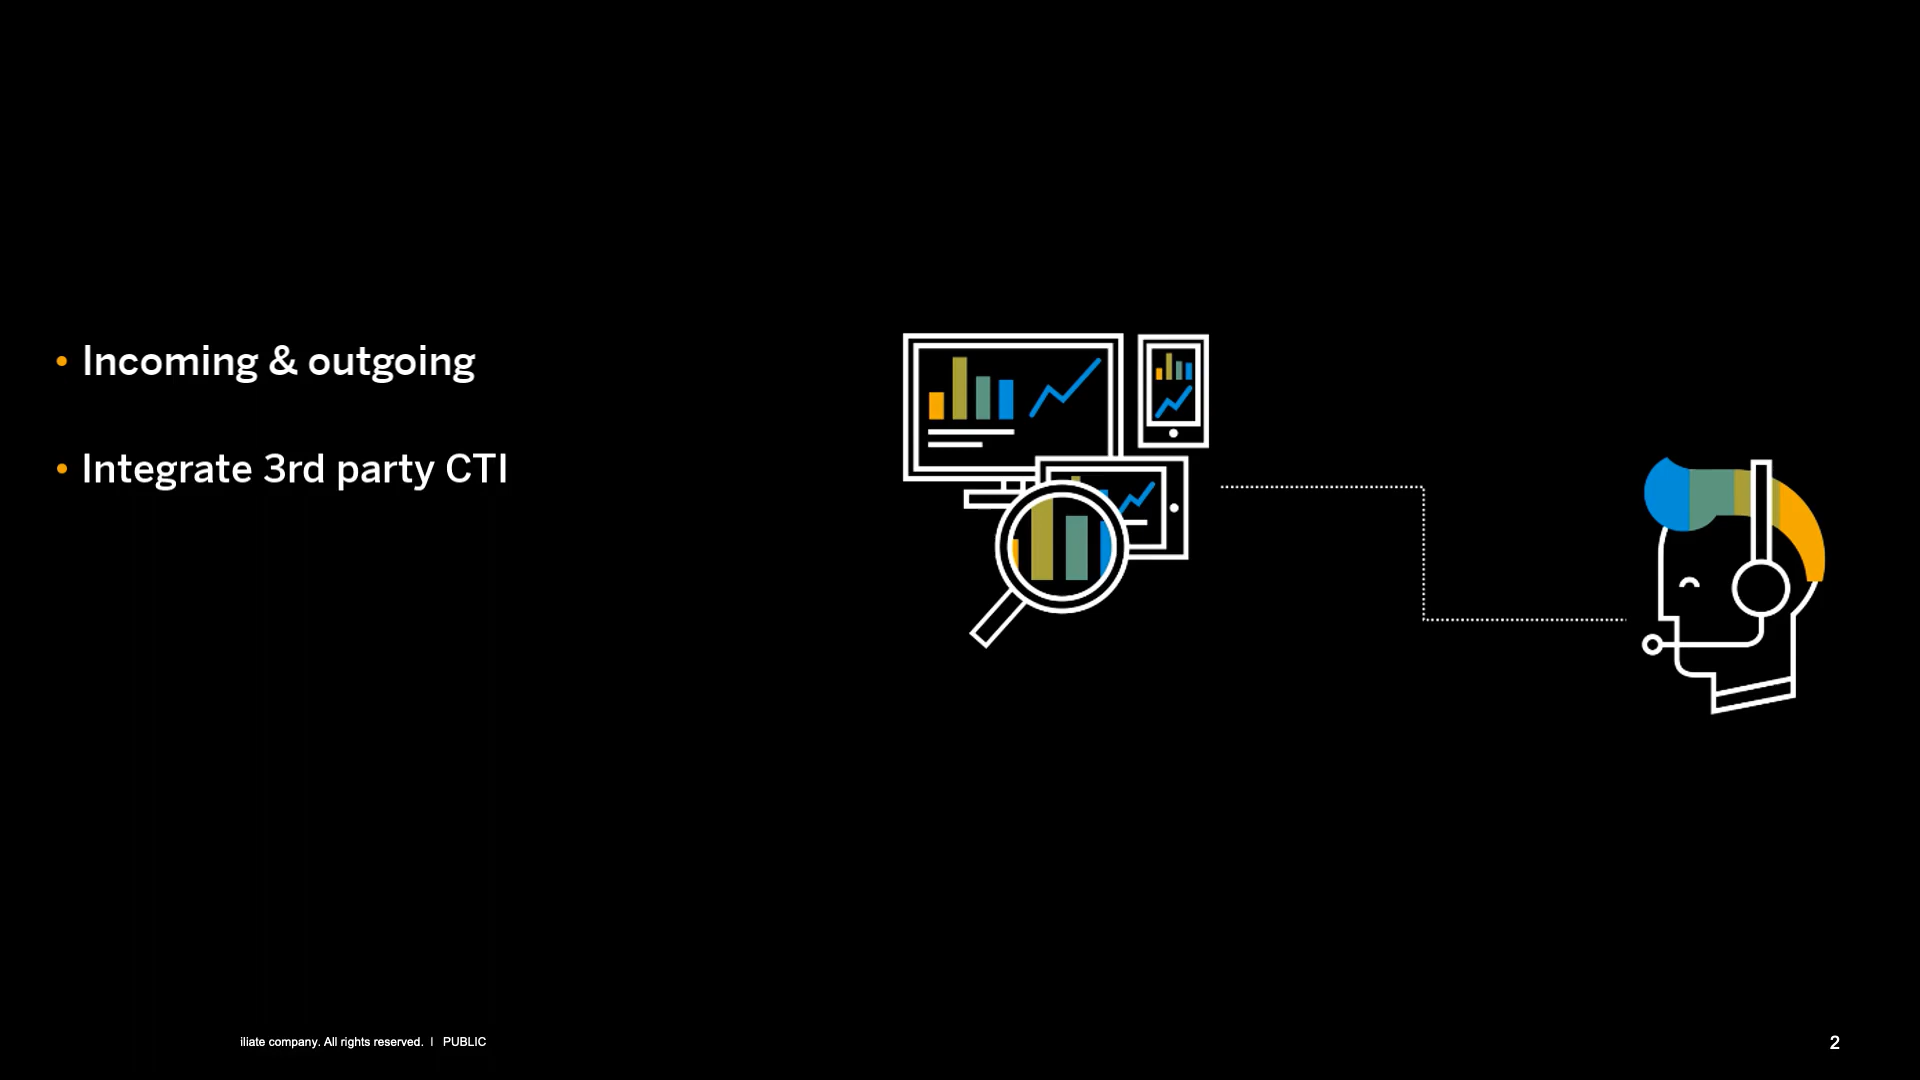 • Incoming & outgoing
• Integrate 3rd party CTI
iliate company. All rights reserved. | PUBLIC
2